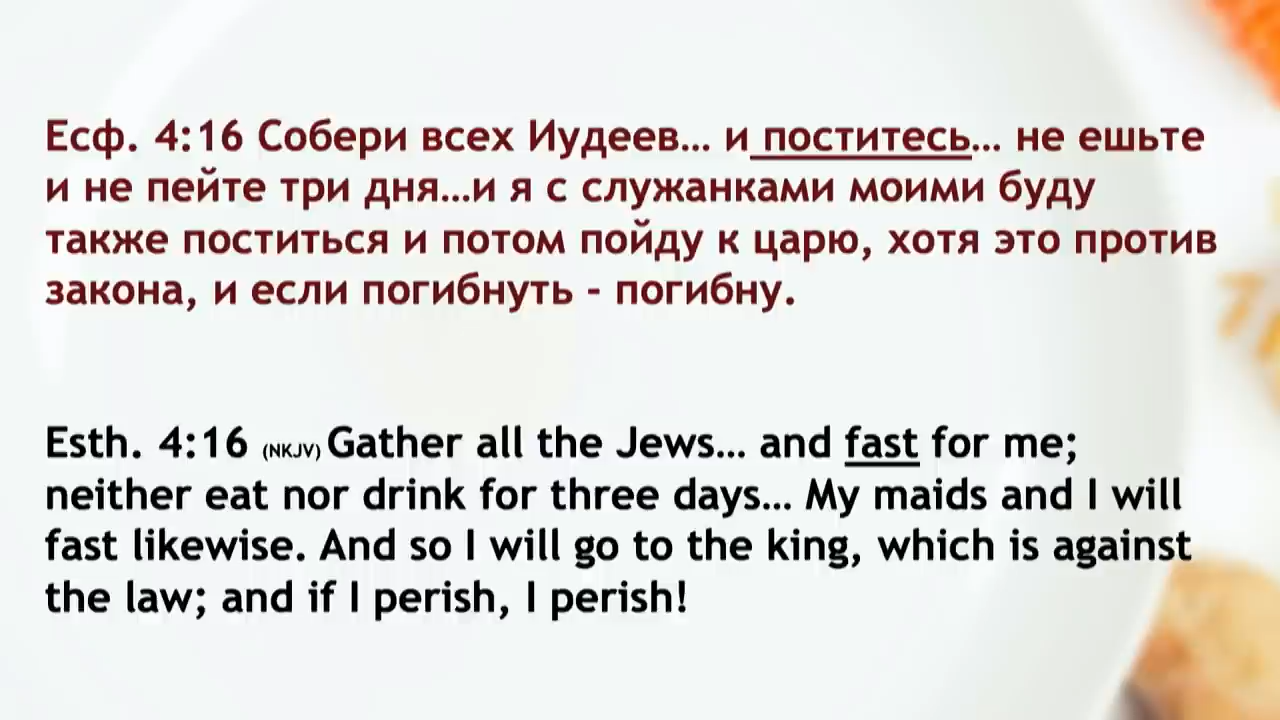 Есф. 4:16 Собери всех Иудеев... и поститесь... не ешьте
и не пейте три дня...и я с служанками моими буду
также поститься и потом пойду к царю, хотя это против
закона, и если погибнуть - погибну.
Esth. 4:16 (NKJV) Gather all the Jews... and fast for me;
neither eat nor drink for three days... My maids and I will
fast likewise. And so I will go to the king, which is against
the law; and if I perish, I perish!